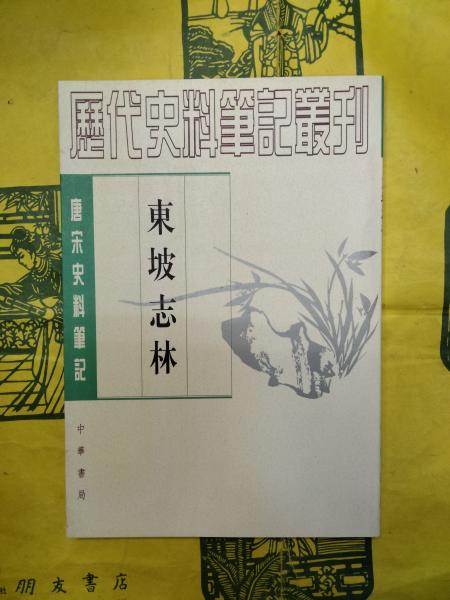 歷代史料筆記叢刊
唐宋史料筆記
東坡志林
中華書局
社 朋友書店